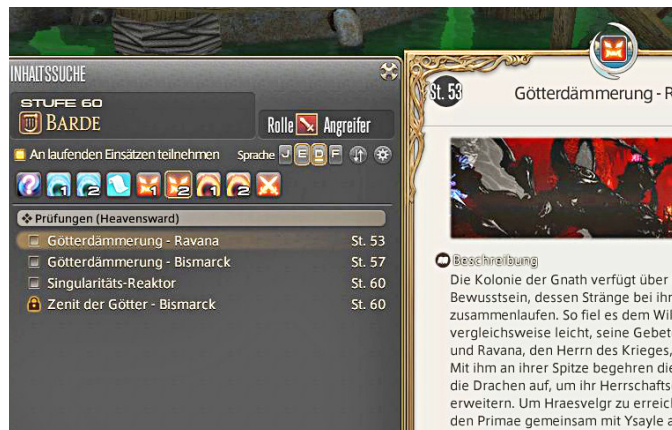 INHALTSSUCHE
STUFE 60
BARDE
Rolle Angreifer
An laufenden Einsätzen teilnehmen Sprache J E D F
1 2 1 2 1 2
Prüfungen (Heavensward)
Götterdämmerung - Ravana St. 53
Götterdämmerung - Bismarck St. 57
Singularitäts-Reaktor St. 60
Zenit der Götter - Bismarck St. 60
St. 53 Götterdämmerung - R
Beschreibung
Die Kolonie der Gnath verfügt über
Bewusstsein, dessen Stränge bei ihr
zusammenlaufen. So fiel es dem Wil
vergleichsweise leicht, seine Gebet
und Ravana, den Herrn des Krieges,
Mit ihm an ihrer Spitze begehren die
die Drachen auf, um ihr Herrschafts
erweitern. Um Hraesvelgr zu erreich
den Primae gemeinsam mit Ysayle a